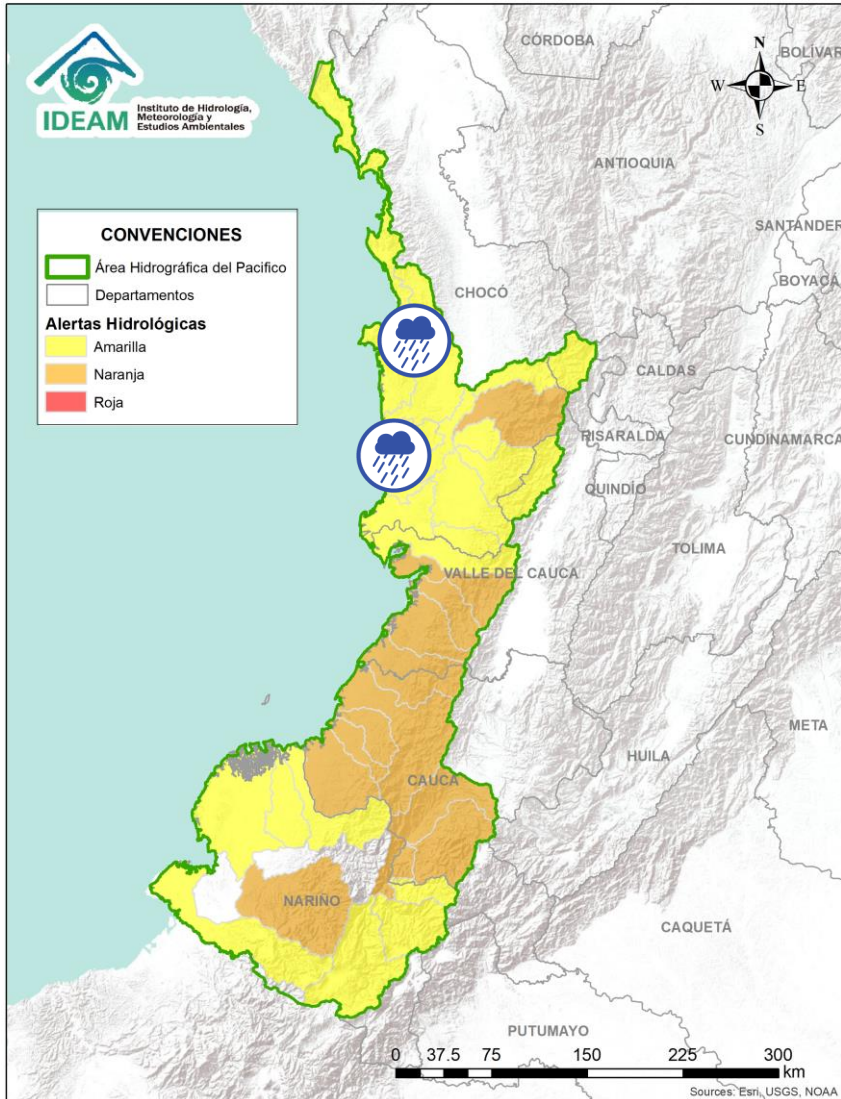 IDEAM
Instituto de Hidrología,
Meteorología y
Estudios Ambientales
CÓRDOBA
BOLÍVAR
N
W
E
S
ANTIOQUIA
SANTANDER
BOYACÁ
CONVENCIONES
Área Hidrográfica del Pacifico
Departamentos
Alertas Hidrológicas
Amarilla
Naranja
Roja
CHOCÓ
CALDAS
RISARALDA
CUNDINAMARCA
QUINDÍO
TOLIMA
VALLE DEL CAUCA
META
HUILA
CAUCA
NARIÑO
CAQUETÁ
PUTUMAYO
0 37.5 75 150 225 300
km
Sources: Esri, USGS, NOAA